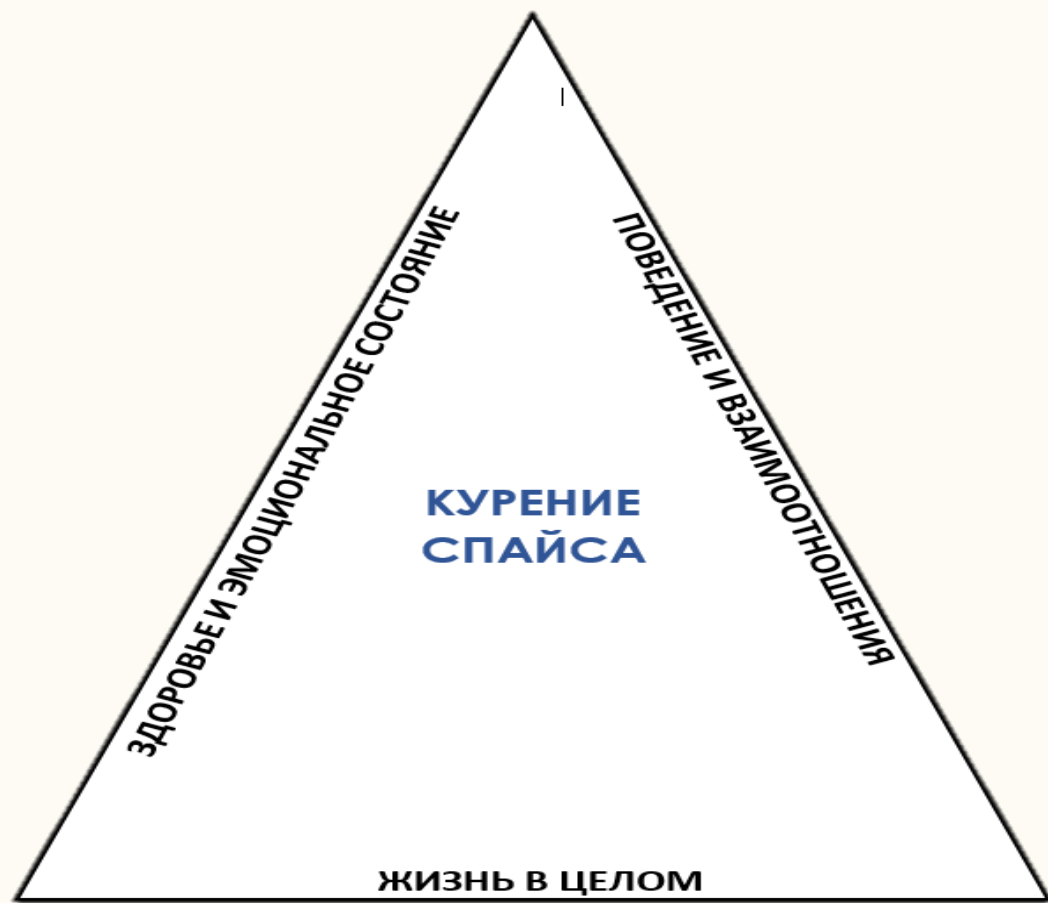 ЗДОРОВЬЕ И ЭМОЦИОНАЛЬНОЕ СОСТОЯНИЕ
ПОВЕДЕНИЕ И ВЗАИМООТНОШЕНИЯ
КУРЕНИЕ
СПАЙСА
ЖИЗНЬ В ЦЕЛОМ